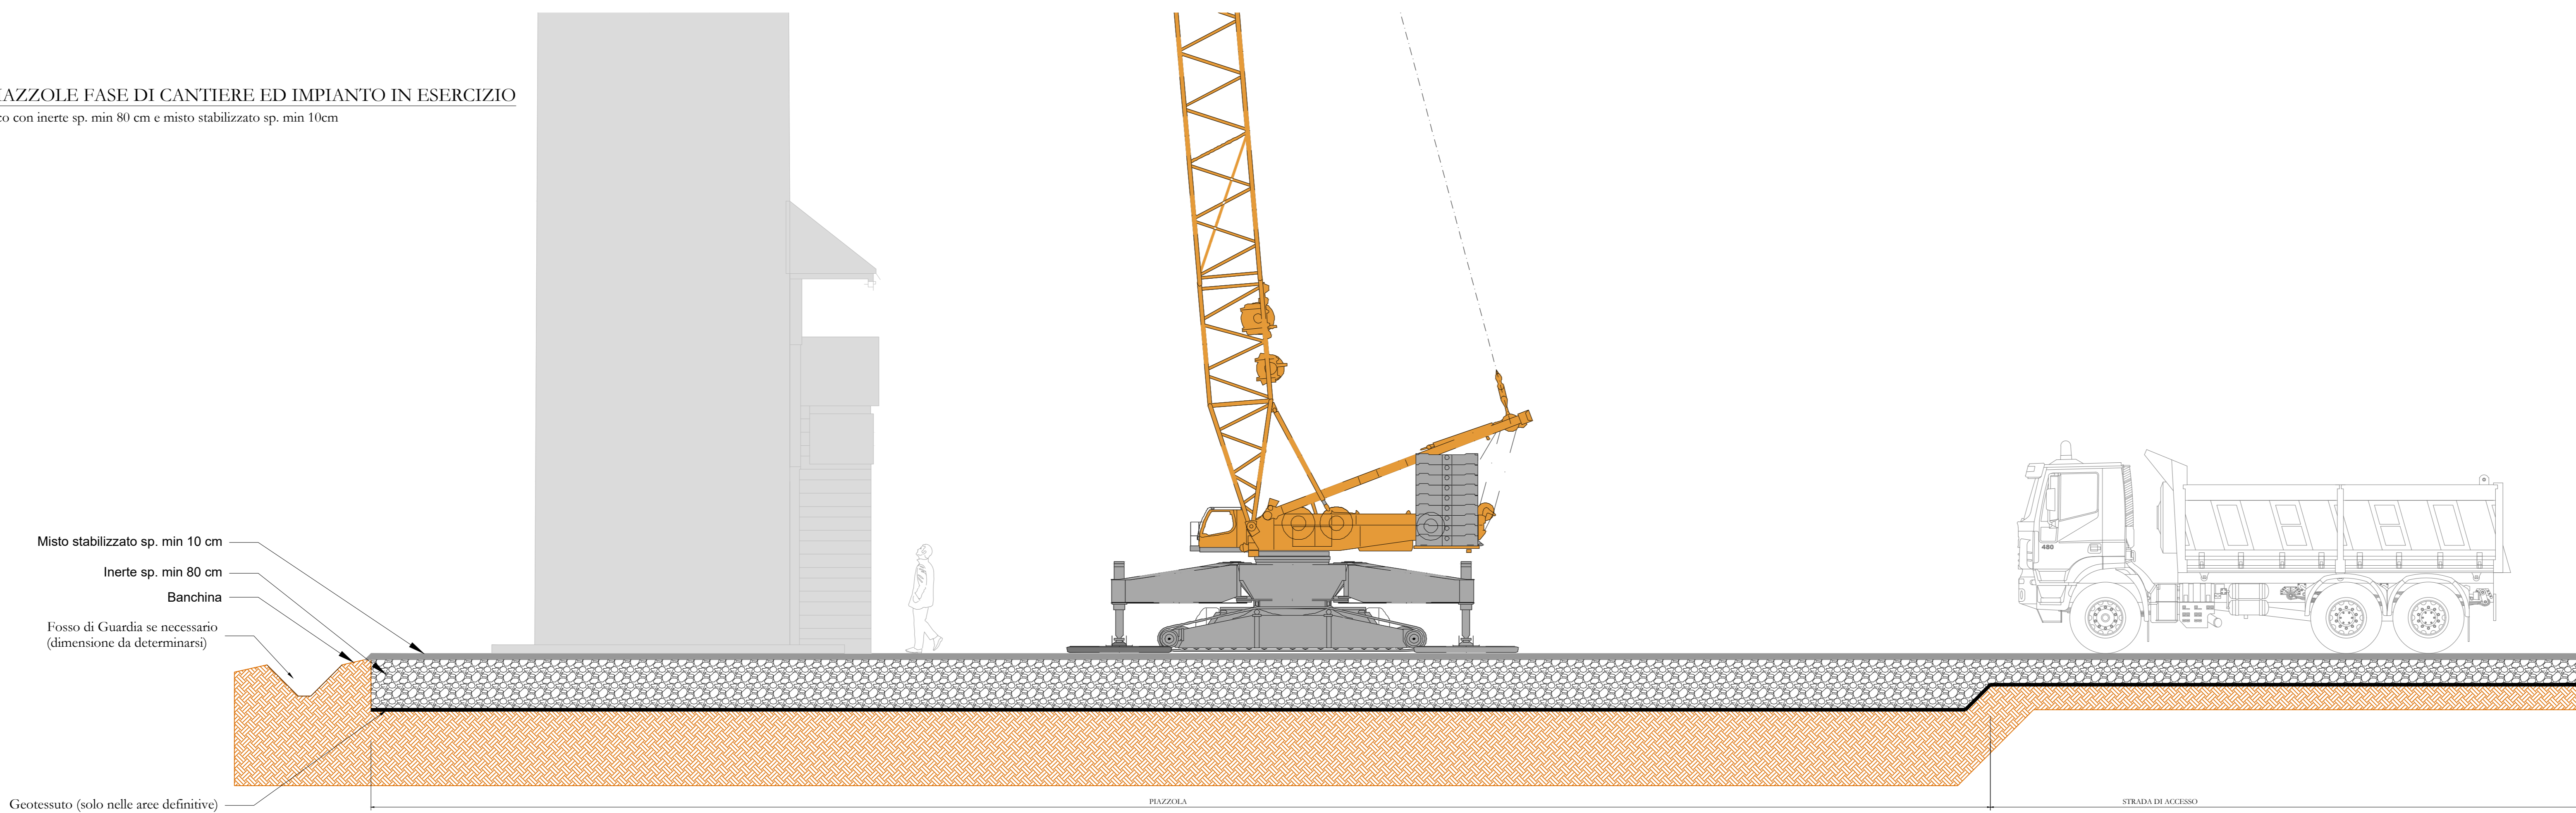 IAZZOLE FASE DI CANTIERE ED IMPIANTO IN ESERCIZIO
co con inerte sp. min 80 cm e misto stabilizzato sp. min 10cm
Misto stabilizzato sp. min 10 cm
Inerte sp. min 80 cm
Banchina
Fosso di Guardia se necessario
(dimensione da determinarsi)
480
Geotessuto (solo nelle aree definitive)
PIAZZOLA
STRADA DI ACCESSO